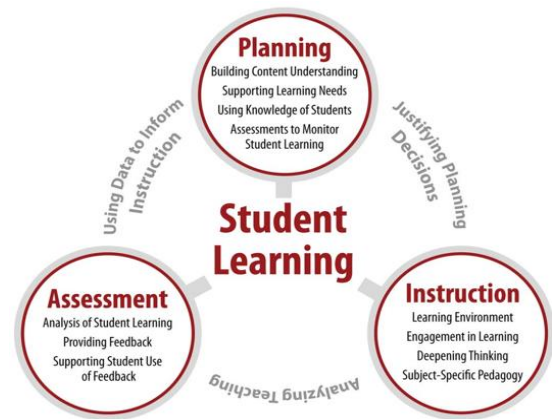 Planning
Building Content Understanding
Supporting Learning Needs
Using Knowledge of Students
Assessments to Monitor
Student Learning
Using Data to Inform
Instruction
Justifying Planning
Decisions
Student
Learning
Assessment
Analysis of Student Learning
Providing Feedback
Supporting Student Use
of Feedback
Instruction
Learning Environment
Engagement in Learning
Deepening Thinking
Subject-Specific Pedagogy
Analyzing Teaching